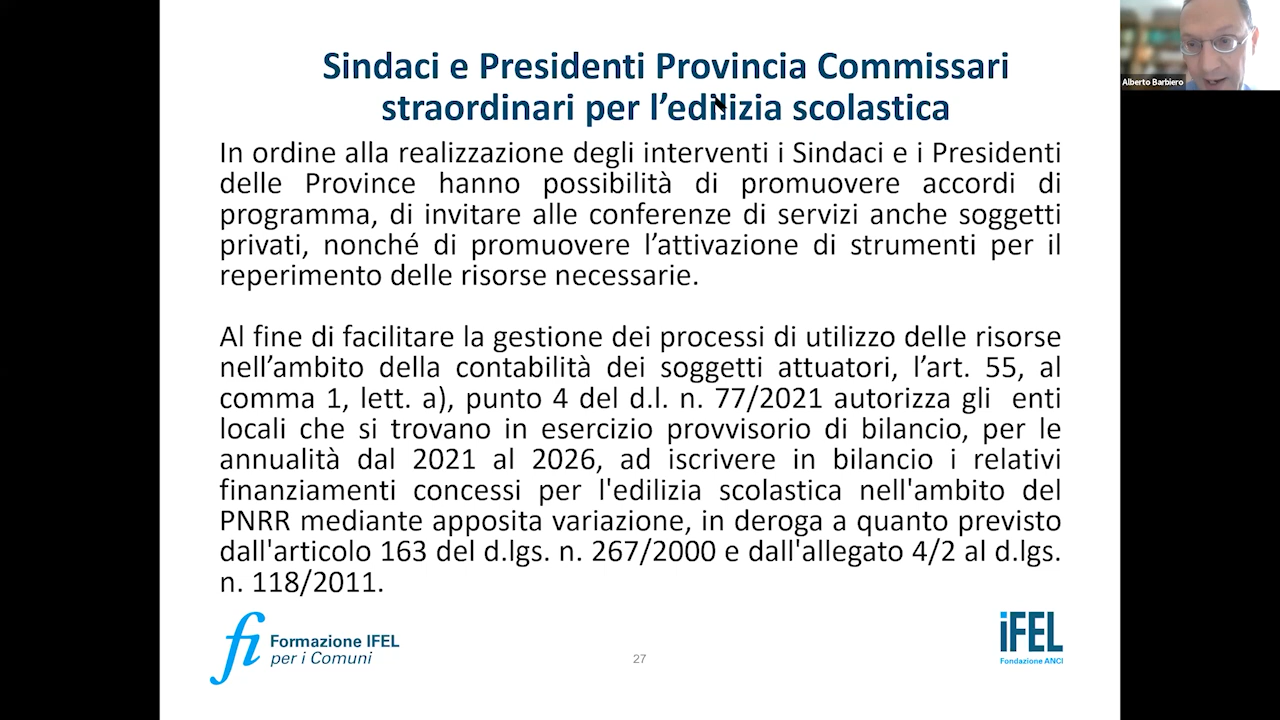 Sindaci e Presidenti Provincia Commissari
straordinari per l’edilizia scolastica
In ordine alla realizzazione degli interventi i Sindaci e i Presidenti
delle Province hanno possibilità di promuovere accordi di
programma, di invitare alle conferenze di servizi anche soggetti
privati, nonché di promuovere l’attivazione di strumenti per il
reperimento delle risorse necessarie.
Al fine di facilitare la gestione dei processi di utilizzo delle risorse
nell’ambito della contabilità dei soggetti attuatori, l’art. 55, al
comma 1, lett. a), punto 4 del d.l. n. 77/2021 autorizza gli enti
locali che si trovano in esercizio provvisorio di bilancio, per le
annualità dal 2021 al 2026, ad iscrivere in bilancio i relativi
finanziamenti concessi per l'edilizia scolastica nell'ambito del
PNRR mediante apposita variazione, in deroga a quanto previsto
dall'articolo 163 del d.lgs. n. 267/2000 e dall'allegato 4/2 al d.lgs.
n. 118/2011.
fi Formazione IFEL
per i Comuni
27
iFEL
Fondazione ANCI
Alberto Barbiero